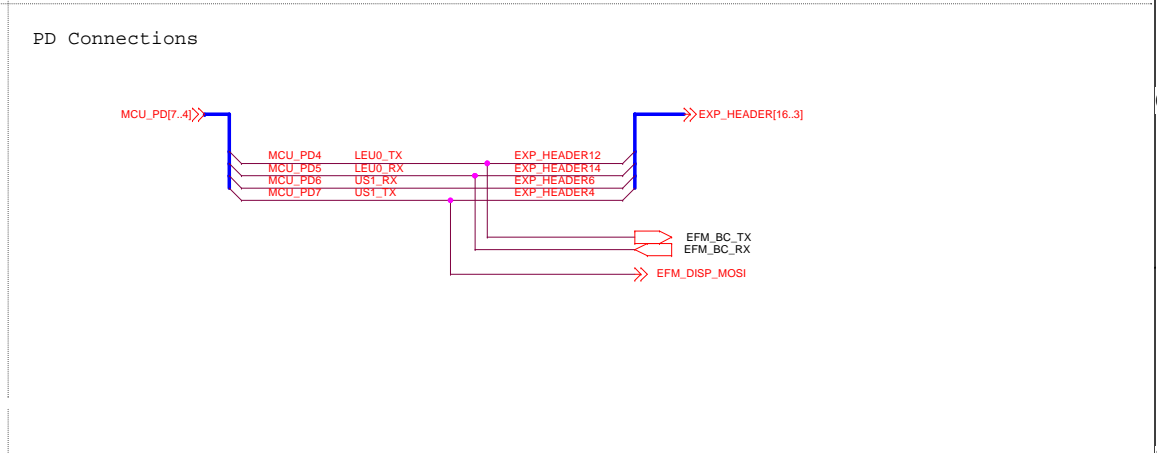 PD Connections
MCU_PD[7..4] EXP_HEADER[16..3]
MCU_PD4 LEU0_TX EXP_HEADER12
MCU_PD5 LEU0_RX EXP_HEADER14
MCU_PD6 US1_RX EXP_HEADER6
MCU_PD7 US1_TX EXP_HEADER4
EFM_BC_TX
EFM_BC_RX
EFM_DISP_MOSI